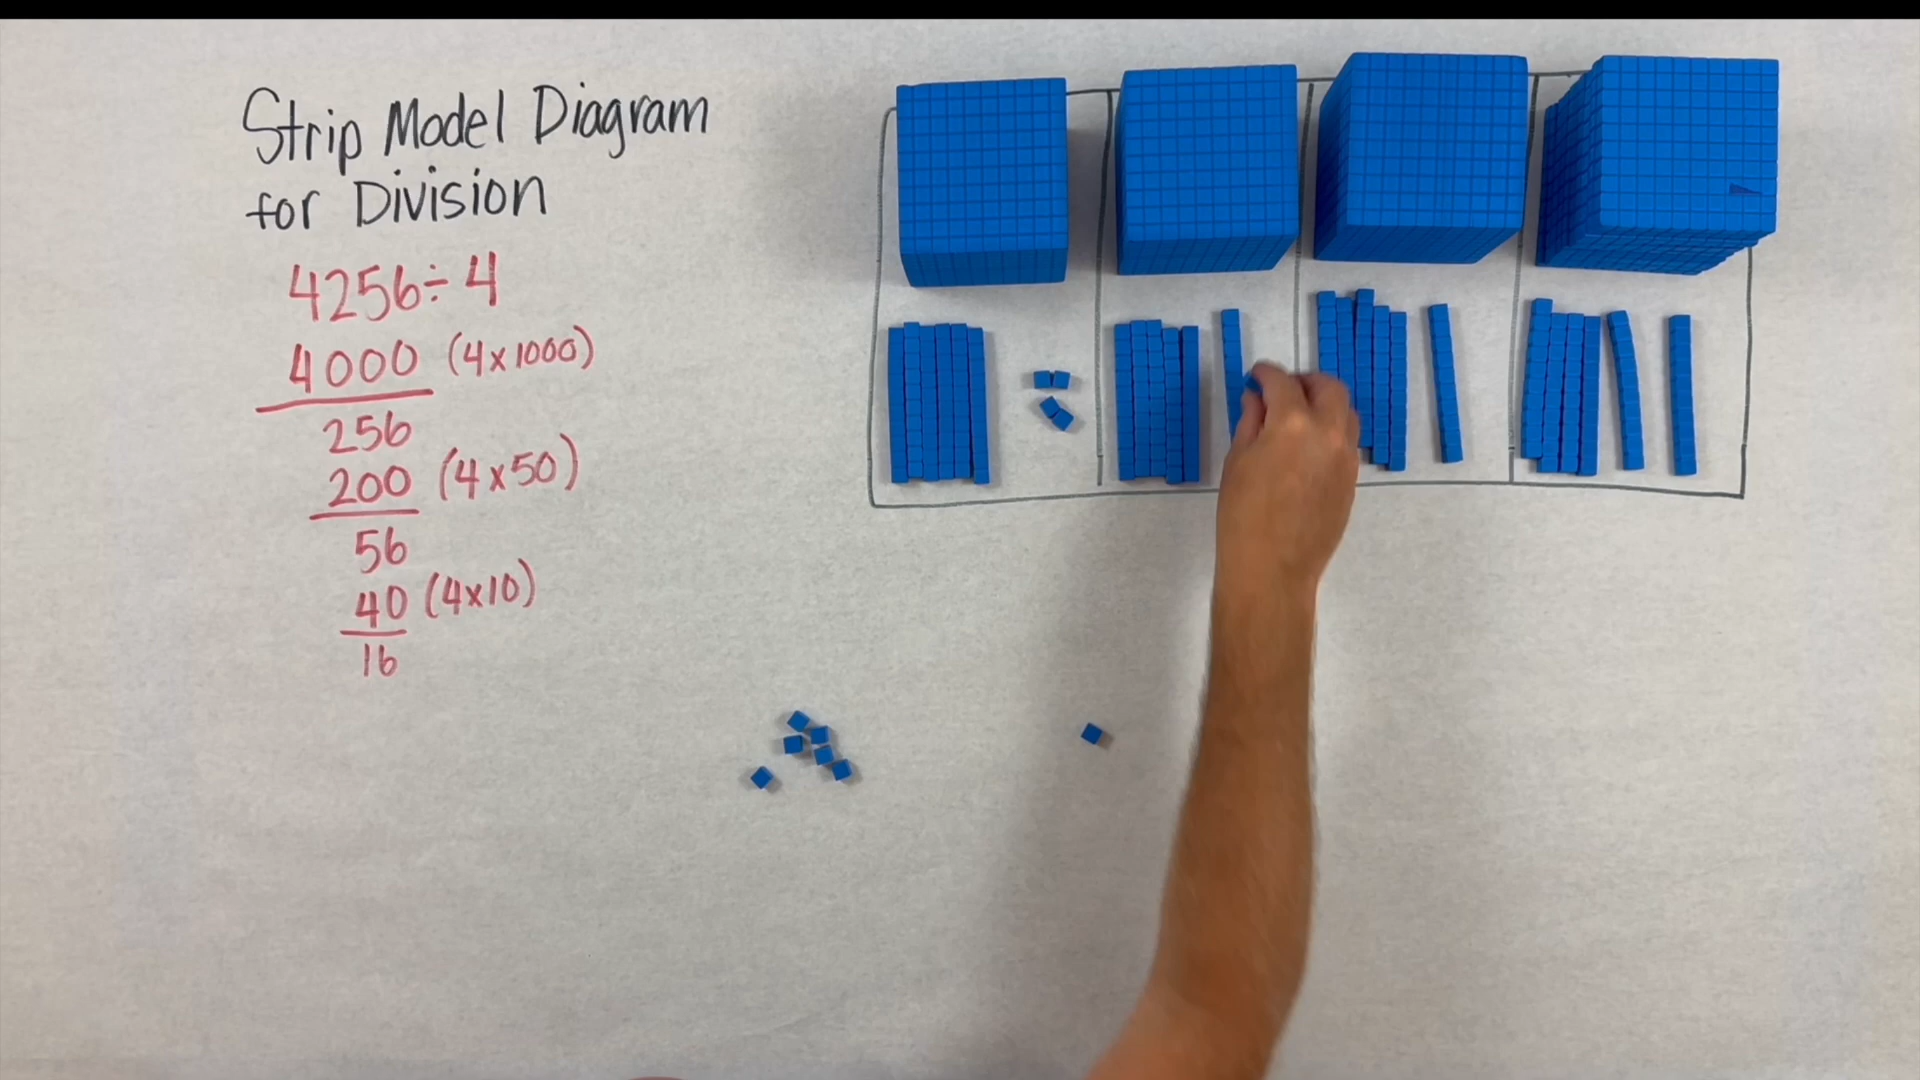 Strip Model Diagram
for Division
4256÷4
4000 (4x1000)
256
200 (4x50)
56
40 (4x10)
16